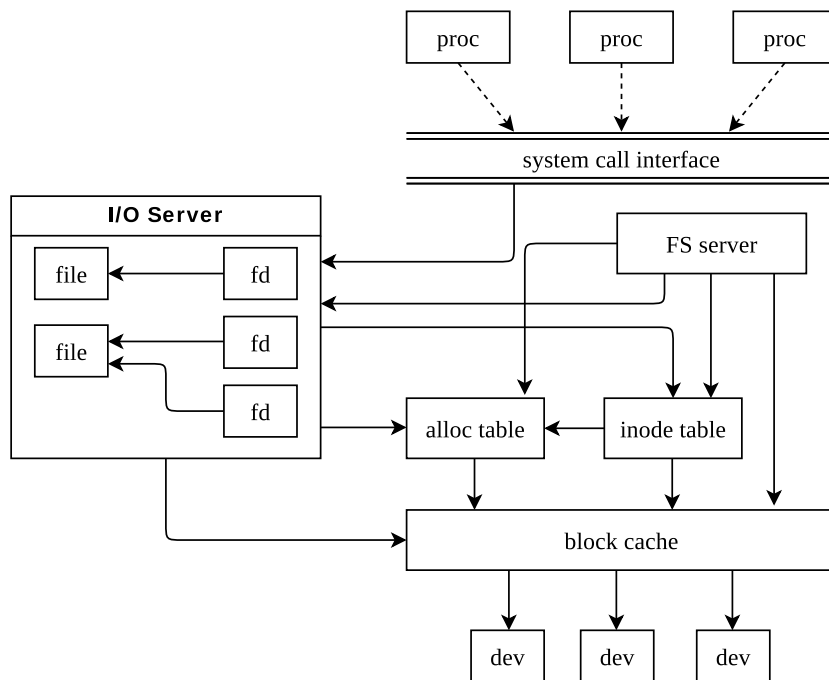 proc
proc
proc
system call interface
I/O Server
FS server
file
fd
file
fd
fd
alloc table
inode table
block cache
dev
dev
dev